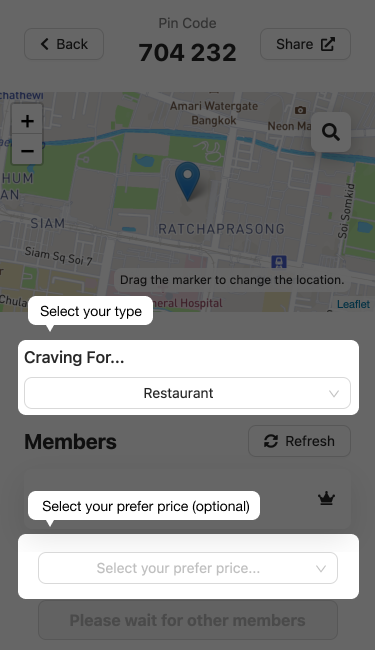 Pin Code
Back
704 232
Share
chathewi
Amari Watergate
Bangkok
Neon Ma
+
−
HUM
AN
SIAM
RATCHAPRASONG
Soi Somkid
Siam Sq Soi 7
Drag the marker to change the location.
Chula
neral Hospital
Leaflet
Select your type
Craving For...
Restaurant
Members
Refresh
Select your prefer price (optional)
Select your prefer price...
Please wait for other members